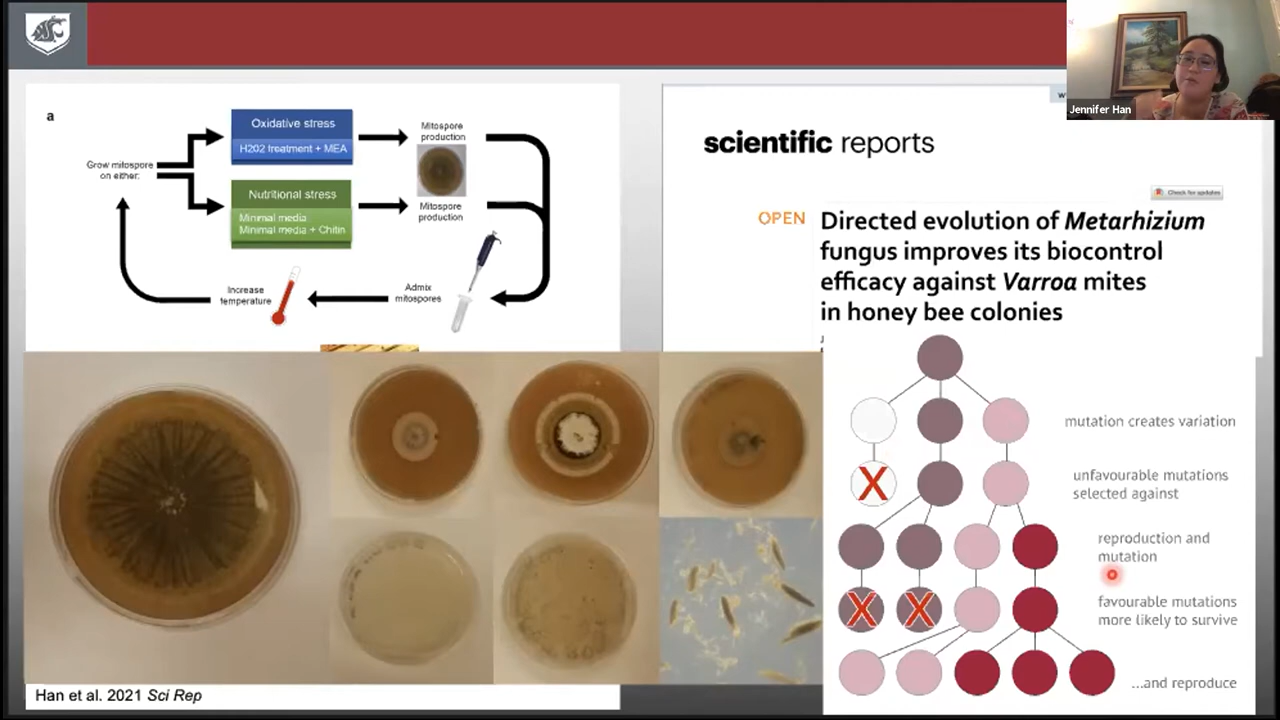 a
Oxidative stress
H202 treatment + MEA
Mitospore
production
Grow mitospore
on either:
Nutritional stress
Minimal media
Minimal media + Chitin
Mitospore
production
Increase
temperature
Admix
mitospores
Han et al. 2021 Sci Rep
Jennifer Han
w
scientific reports
Check for updates
OPEN
Directed evolution of Metarhizium
fungus improves its biocontrol
efficacy against Varroa mites
in honey bee colonies
mutation creates variation
X
unfavourable mutations
selected against
reproduction and
mutation
X X
favourable mutations
more likely to survive
...and reproduce